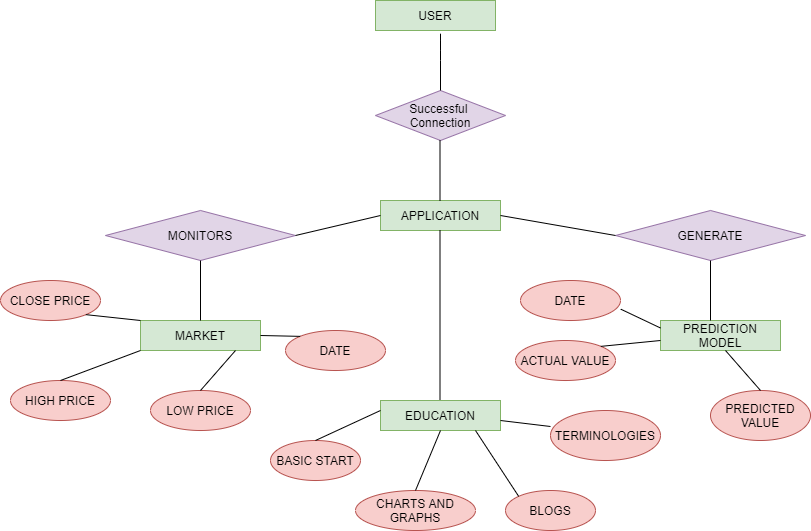 USER
Successful
Connection
APPLICATION
MONITORS
GENERATE
CLOSE PRICE
DATE
MARKET
PREDICTION
MODEL
DATE
ACTUAL VALUE
HIGH PRICE
LOW PRICE
EDUCATION
PREDICTED
VALUE
TERMINOLOGIES
BASIC START
CHARTS AND
GRAPHS
BLOGS